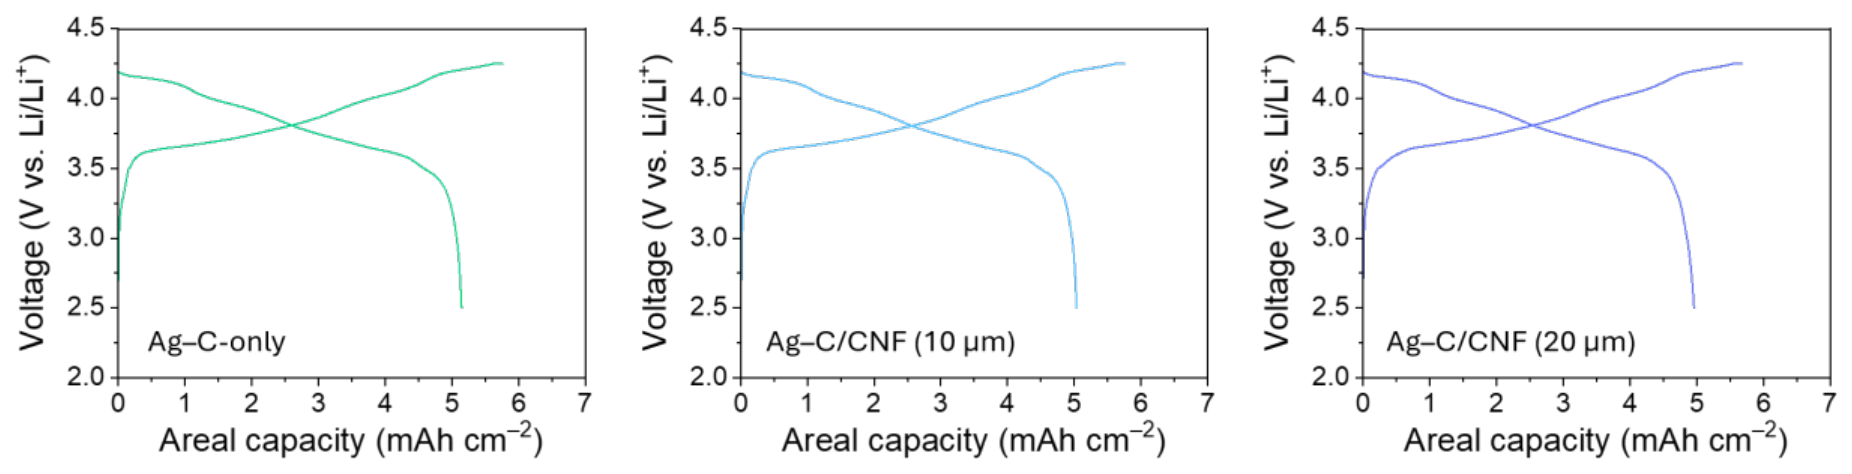 4.5
4.0
3.5
3.0
2.5
2.0
0 1 2 3 4 5 6 7
Voltage (V vs. Li/Li⁺)
Areal capacity (mAh cm⁻²)
Ag–C-only
4.5
4.0
3.5
3.0
2.5
2.0
0 1 2 3 4 5 6 7
Voltage (V vs. Li/Li⁺)
Areal capacity (mAh cm⁻²)
Ag–C/CNF (10 μm)
4.5
4.0
3.5
3.0
2.5
2.0
0 1 2 3 4 5 6 7
Voltage (V vs. Li/Li⁺)
Areal capacity (mAh cm⁻²)
Ag–C/CNF (20 μm)